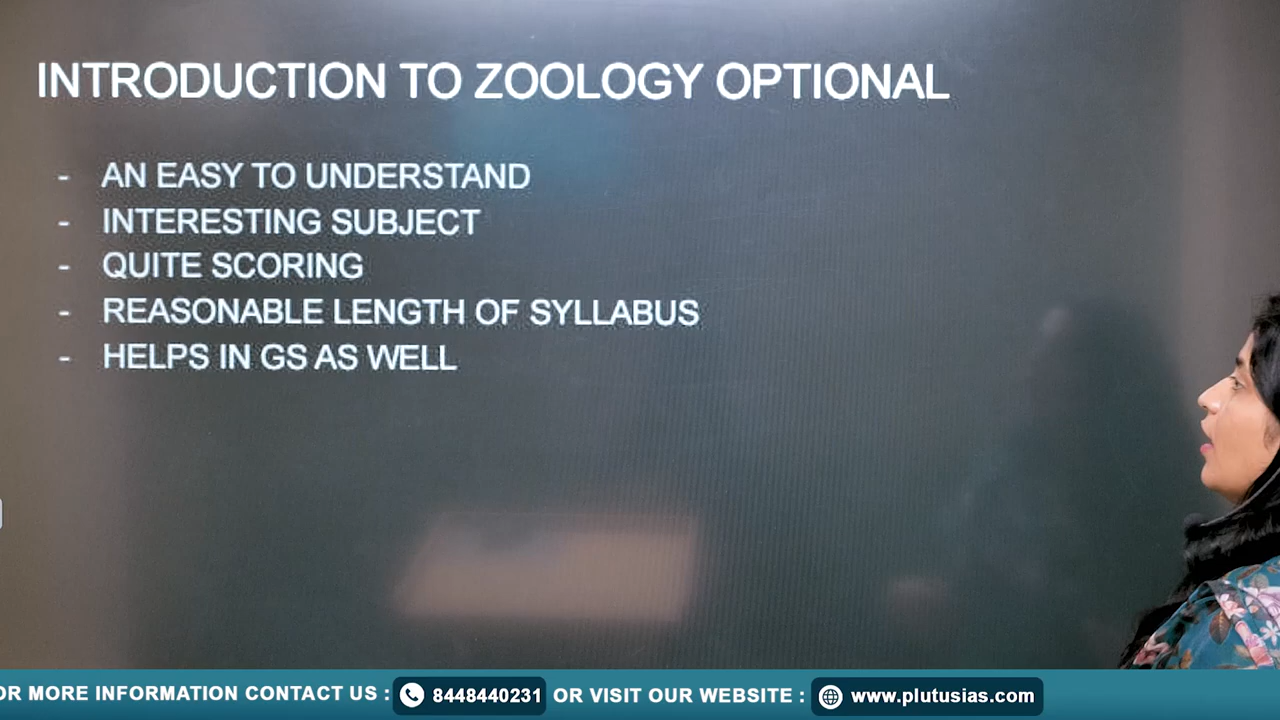 INTRODUCTION TO ZOOLOGY OPTIONAL
- AN EASY TO UNDERSTAND
- INTERESTING SUBJECT
- QUITE SCORING
- REASONABLE LENGTH OF SYLLABUS
- HELPS IN GS AS WELL
OR MORE INFORMATION CONTACT US : 8448440231 OR VISIT OUR WEBSITE : www.plutusias.com